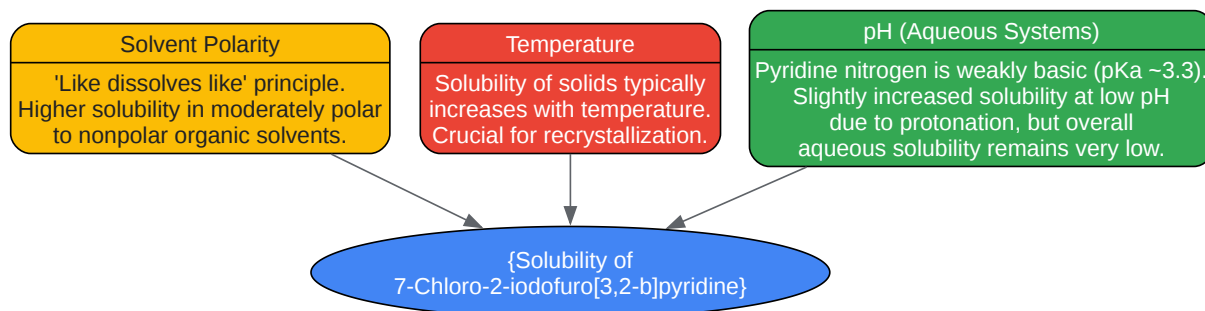 Solvent Polarity
'Like dissolves like' principle.
Higher solubility in moderately polar
to nonpolar organic solvents.
Temperature
Solubility of solids typically
increases with temperature.
Crucial for recrystallization.
pH (Aqueous Systems)
Pyridine nitrogen is weakly basic (pKa ~3.3).
Slightly increased solubility at low pH
due to protonation, but overall
aqueous solubility remains very low.
{Solubility of
7-Chloro-2-iodofuro[3,2-b]pyridine}